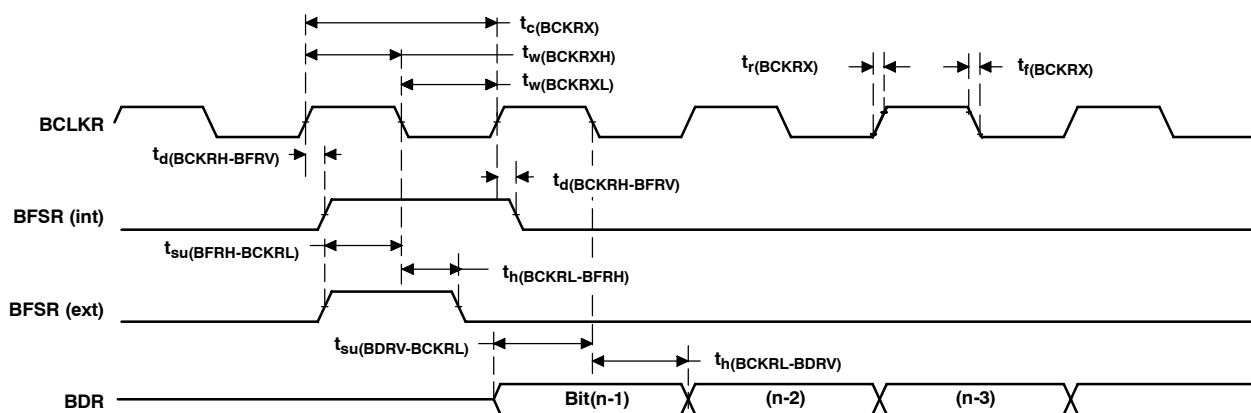 tc(BCKRX)
tw(BCKRXH)
tr(BCKRX)
tf(BCKRX)
tw(BCKRXL)
BCLKR
td(BCKRH-BFRV)
td(BCKRH-BFRV)
BFSR (int)
tsu(BFRH-BCKRL)
th(BCKRL-BFRH)
BFSR (ext)
tsu(BDRV-BCKRL)
th(BCKRL-BDRV)
BDR
Bit(n-1)
(n-2)
(n-3)